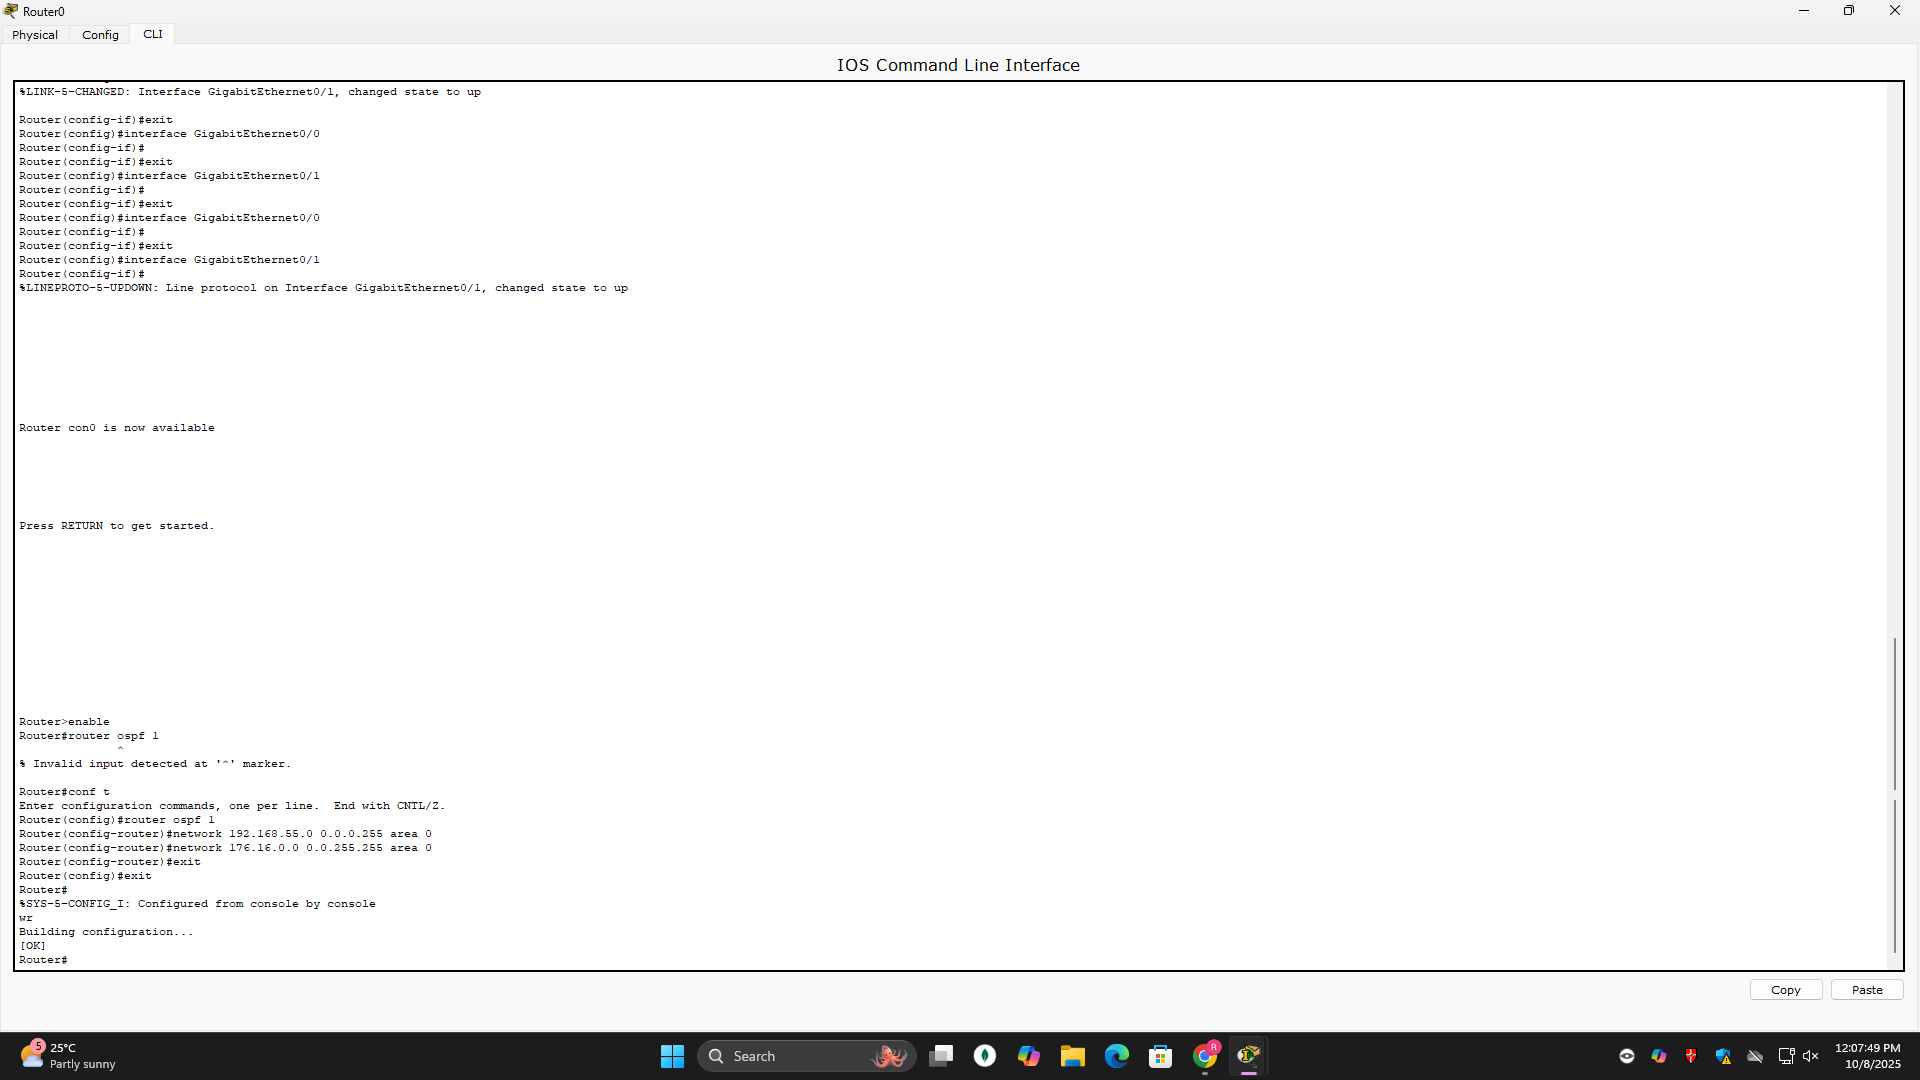 Router0
Physical
Config
CLI
IOS Command Line Interface
%LINK-5-CHANGED: Interface GigabitEthernet0/1, changed state to up
Router(config-if)#exit
Router(config)#interface GigabitEthernet0/0
Router(config-if)#
Router(config-if)#exit
Router(config)#interface GigabitEthernet0/1
Router(config-if)#
Router(config-if)#exit
Router(config)#interface GigabitEthernet0/0
Router(config-if)#
Router(config-if)#exit
Router(config)#interface GigabitEthernet0/1
Router(config-if)#
%LINEPROTO-5-UPDOWN: Line protocol on Interface GigabitEthernet0/1, changed state to up
Router con0 is now available
Press RETURN to get started.
Router>enable
Router#router ospf 1
^
% Invalid input detected at '^' marker.
Router#conf t
Enter configuration commands, one per line.  End with CNTL/Z.
Router(config)#router ospf 1
Router(config-router)#network 192.168.55.0 0.0.0.255 area 0
Router(config-router)#network 176.16.0.0 0.0.255.255 area 0
Router(config-router)#exit
Router(config)#exit
Router#
%SYS-5-CONFIG_I: Configured from console by console
wr
Building configuration...
[OK]
Router#
Copy
Paste
5
25°C
Partly sunny
Search
R
12:07:49 PM
10/8/2025